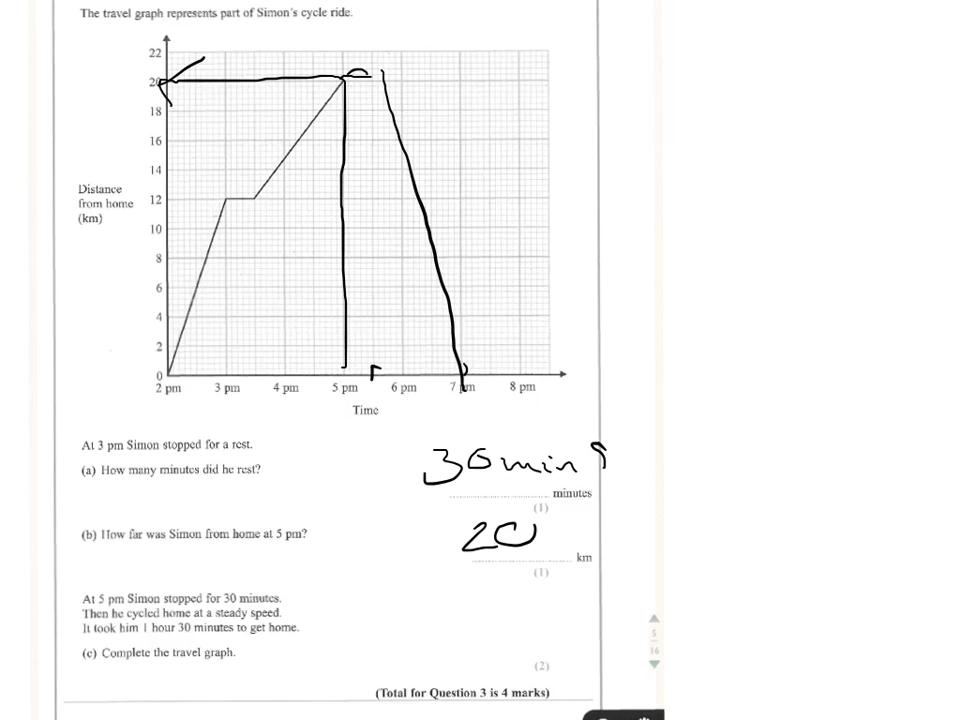 The travel graph represents part of Simon's cycle ride.
22
20
18
16
14
12
10
8
6
4
2
0
Distance
from home
(km)
2 pm 3 pm 4 pm 5 pm 6 pm 7 pm 8 pm
Time
At 3 pm Simon stopped for a rest.
(a) How many minutes did he rest?
30 mins
minutes
(1)
(b) How far was Simon from home at 5 pm?
20
km
(1)
At 5 pm Simon stopped for 30 minutes.
Then he cycled home at a steady speed.
It took him 1 hour 30 minutes to get home.
(c) Complete the travel graph.
(2)
(Total for Question 3 is 4 marks)
5
16